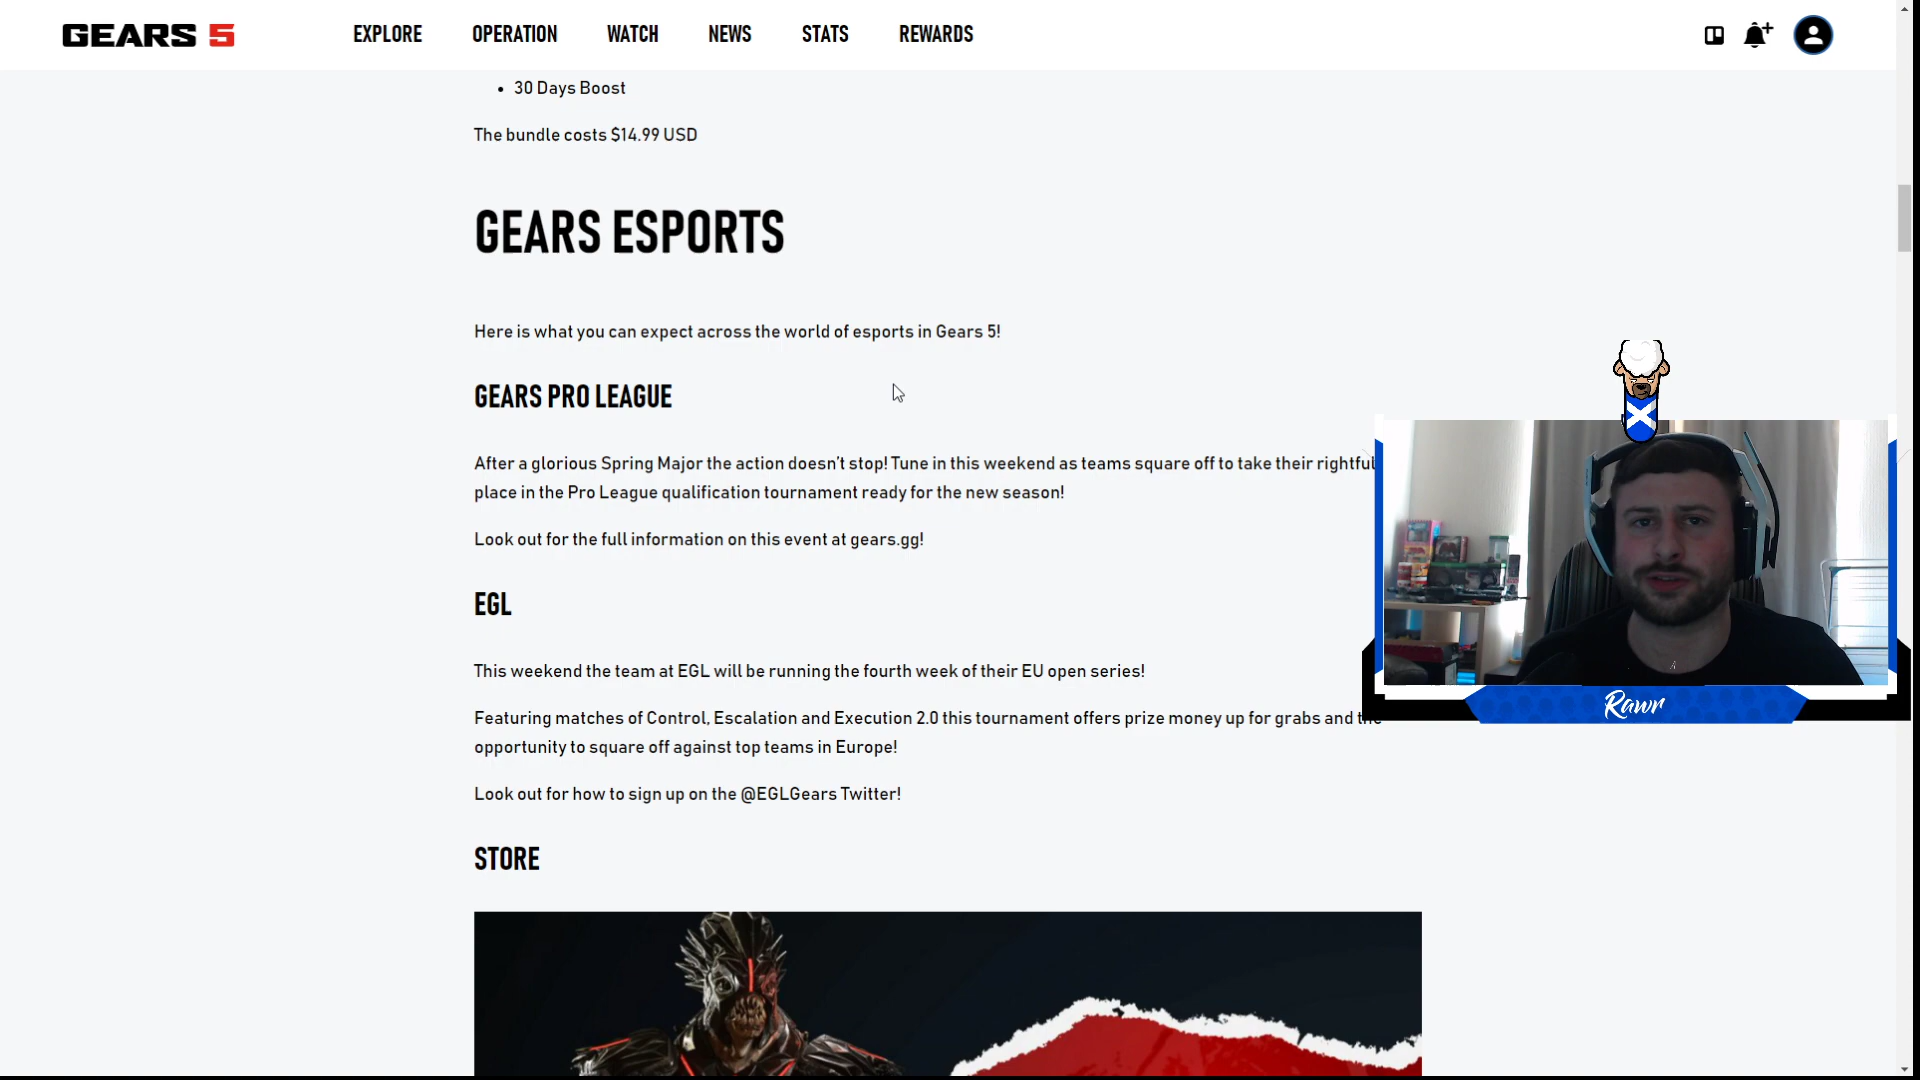 GEARS 5
EXPLORE
OPERATION
WATCH
NEWS
STATS
REWARDS
• 30 Days Boost
The bundle costs $14.99 USD
GEARS ESPORTS
Here is what you can expect across the world of esports in Gears 5!
GEARS PRO LEAGUE
After a glorious Spring Major the action doesn't stop! Tune in this weekend as teams square off to take their rightful
place in the Pro League qualification tournament ready for the new season!
Look out for the full information on this event at gears.gg!
EGL
This weekend the team at EGL will be running the fourth week of their EU open series!
Featuring matches of Control, Escalation and Execution 2.0 this tournament offers prize money up for grabs and the
opportunity to square off against top teams in Europe!
Look out for how to sign up on the @EGLGears Twitter!
STORE
Rawr